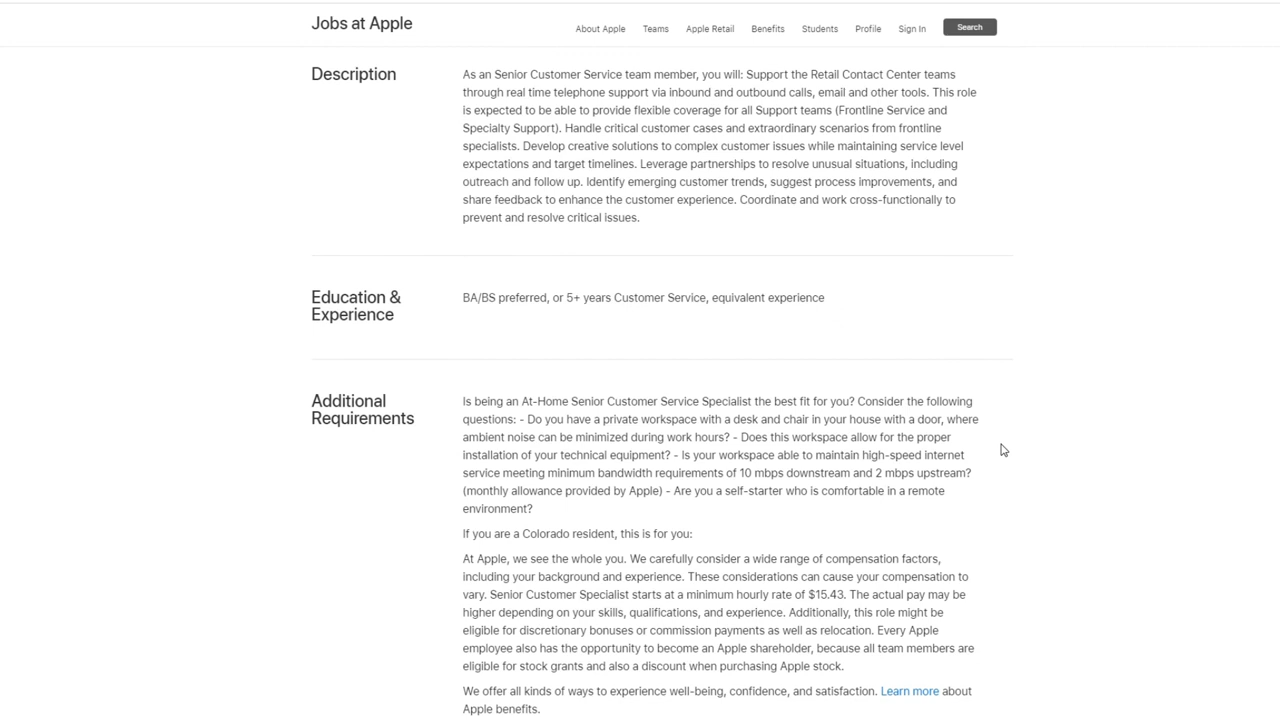 Jobs at Apple
About Apple Teams Apple Retail Benefits Students Profile Sign In Search
Description
As an Senior Customer Service team member, you will: Support the Retail Contact Center teams
through real time telephone support via inbound and outbound calls, email and other tools. This role
is expected to be able to provide flexible coverage for all Support teams (Frontline Service and
Specialty Support). Handle critical customer cases and extraordinary scenarios from frontline
specialists. Develop creative solutions to complex customer issues while maintaining service level
expectations and target timelines. Leverage partnerships to resolve unusual situations, including
outreach and follow up. Identify emerging customer trends, suggest process improvements, and
share feedback to enhance the customer experience. Coordinate and work cross-functionally to
prevent and resolve critical issues.
Education &
Experience
BA/BS preferred, or 5+ years Customer Service, equivalent experience
Additional
Requirements
Is being an At-Home Senior Customer Service Specialist the best fit for you? Consider the following
questions: - Do you have a private workspace with a desk and chair in your house with a door, where
ambient noise can be minimized during work hours? - Does this workspace allow for the proper
installation of your technical equipment? - Is your workspace able to maintain high-speed internet
service meeting minimum bandwidth requirements of 10 mbps downstream and 2 mbps upstream?
(monthly allowance provided by Apple) - Are you a self-starter who is comfortable in a remote
environment?
If you are a Colorado resident, this is for you:
At Apple, we see the whole you. We carefully consider a wide range of compensation factors,
including your background and experience. These considerations can cause your compensation to
vary. Senior Customer Specialist starts at a minimum hourly rate of $15.43. The actual pay may be
higher depending on your skills, qualifications, and experience. Additionally, this role might be
eligible for discretionary bonuses or commission payments as well as relocation. Every Apple
employee also has the opportunity to become an Apple shareholder, because all team members are
eligible for stock grants and also a discount when purchasing Apple stock.
We offer all kinds of ways to experience well-being, confidence, and satisfaction. Learn more about
Apple benefits.